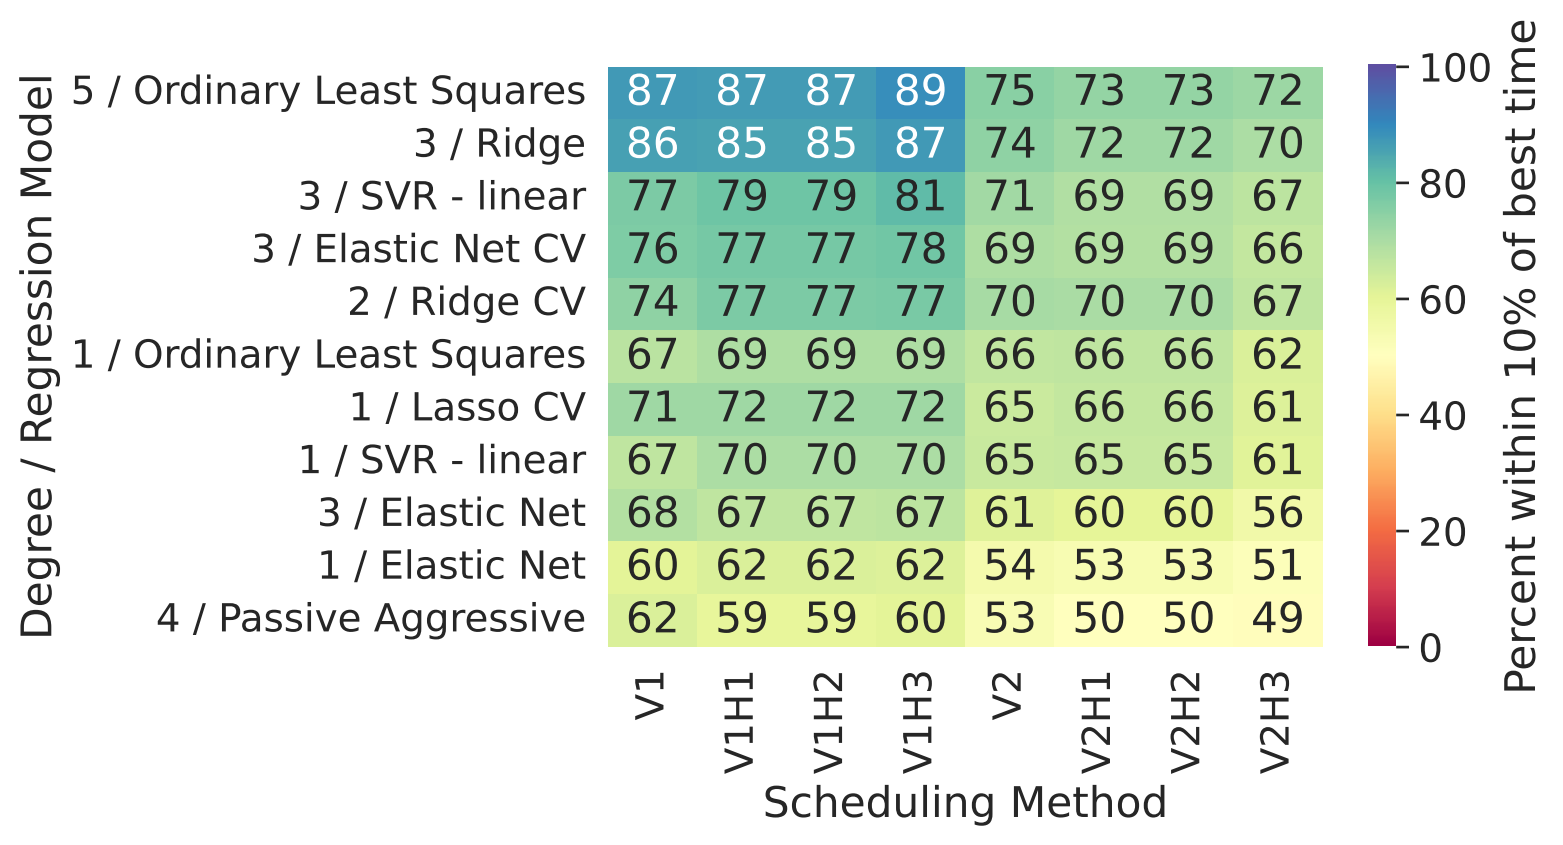 5 / Ordinary Least Squares 87 87 87 89 75 73 73 72
3 / Ridge 86 85 85 87 74 72 72 70
3 / SVR - linear 77 79 79 81 71 69 69 67
3 / Elastic Net CV 76 77 77 78 69 69 69 66
2 / Ridge CV 74 77 77 77 70 70 70 67
1 / Ordinary Least Squares 67 69 69 69 66 66 66 62
1 / Lasso CV 71 72 72 72 65 66 66 61
1 / SVR - linear 67 70 70 70 65 65 65 61
3 / Elastic Net 68 67 67 67 61 60 60 56
1 / Elastic Net 60 62 62 62 54 53 53 51
4 / Passive Aggressive 62 59 59 60 53 50 50 49
V1 V1H1 V1H2 V1H3 V2 V2H1 V2H2 V2H3
Scheduling Method
Degree / Regression Model
100
80
60
40
20
0
Percent within 10% of best time